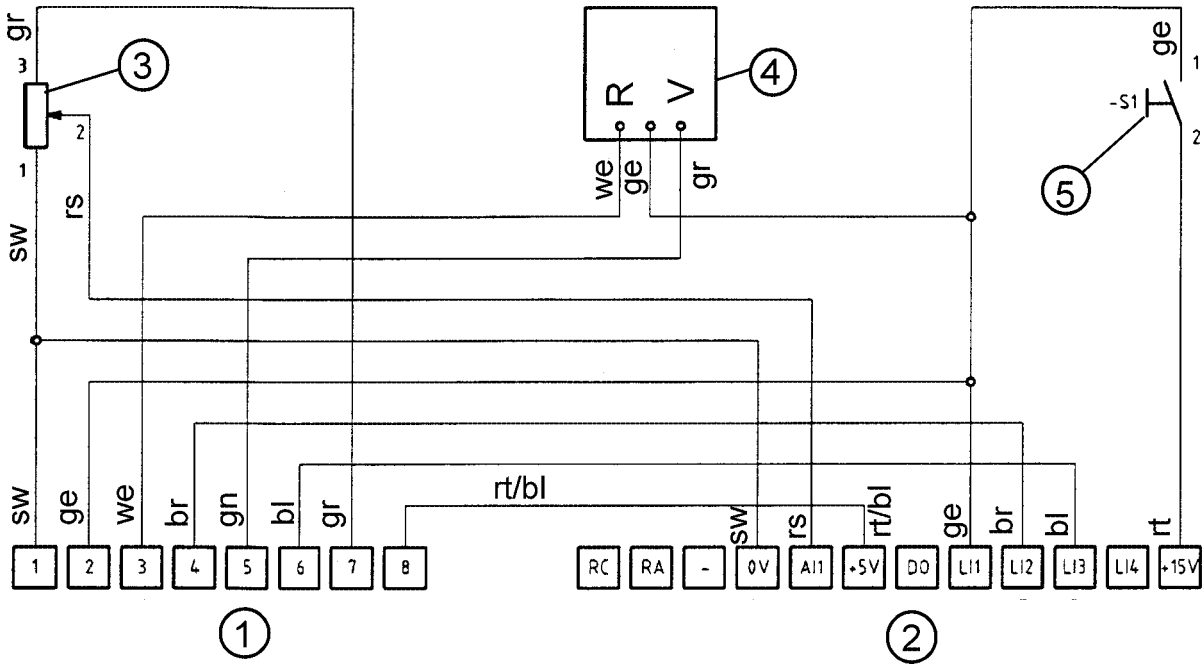 gr
3
3
2
1
rs
sw
4
R V
we
ge
gr
ge
1
-S1
2
5
sw
ge
we
br
gn
bl
gr
rt/bl
sw
rs
rt/bl
ge
br
bl
rt
1 2 3 4 5 6 7 8
RC RA - 0V AI1 +5V DO LI1 LI2 LI3 LI4 +15V
1
2